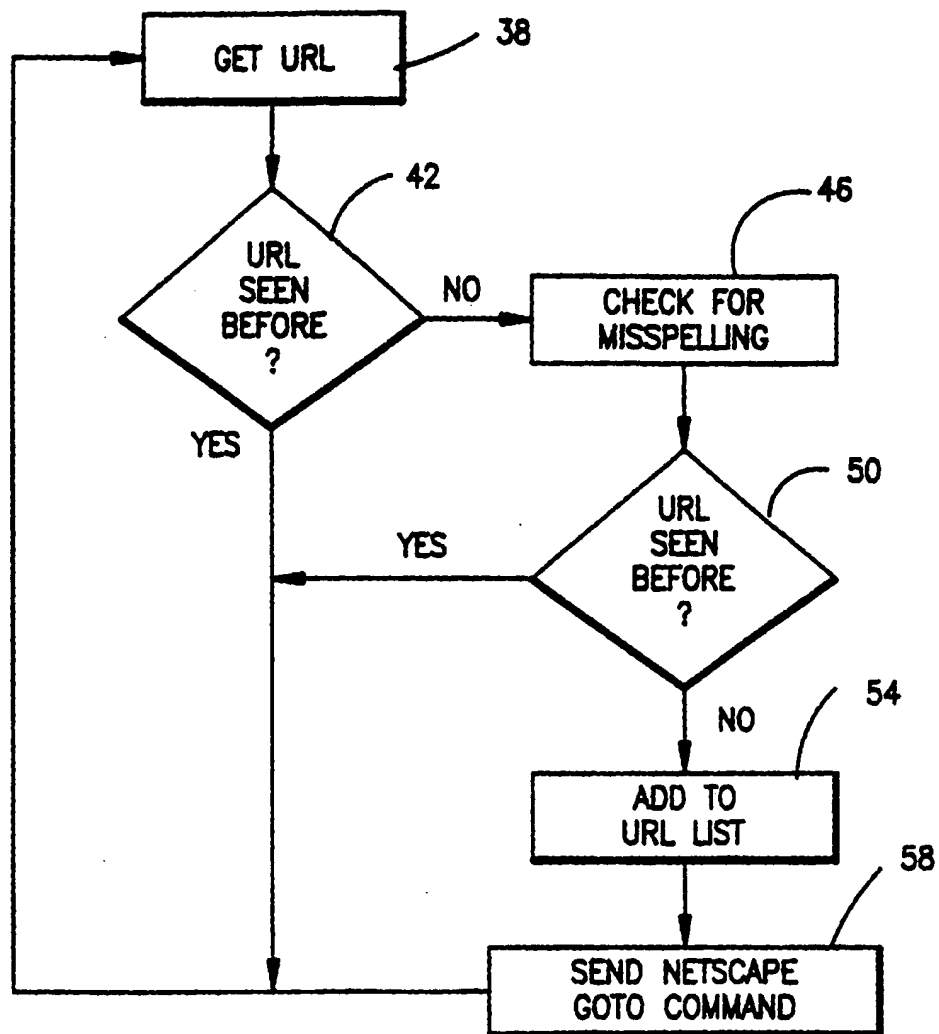 GET URL
38
URL
SEEN
BEFORE
?
42
NO
YES
CHECK FOR
MISSPELLING
46
URL
SEEN
BEFORE
?
50
YES
NO
ADD TO
URL LIST
54
SEND NETSCAPE
GOTO COMMAND
58